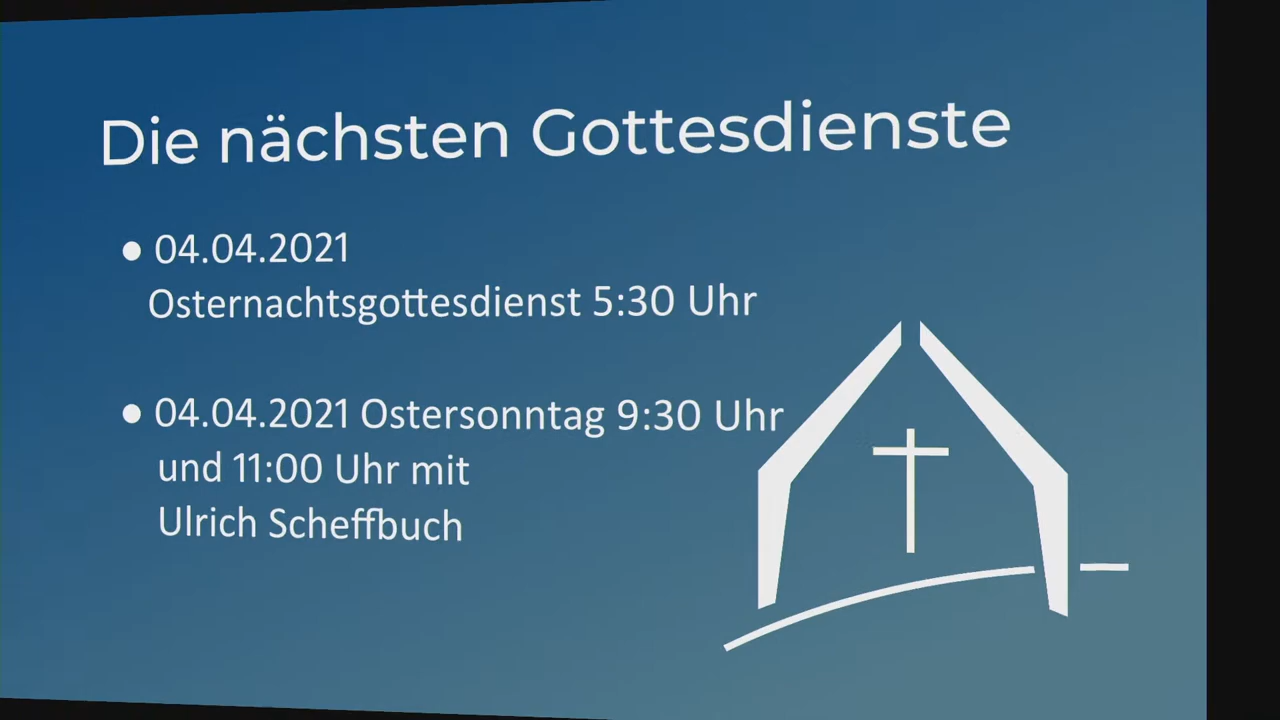 Die nächsten Gottesdienste
● 04.04.2021
Osternachtsgottesdienst 5:30 Uhr
● 04.04.2021 Ostersonntag 9:30 Uhr
und 11:00 Uhr mit
Ulrich Scheffbuch